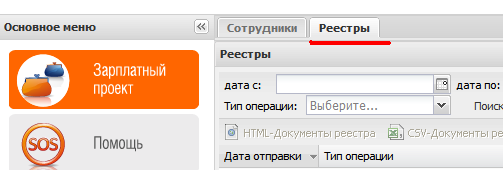 Основное меню
Сотрудники
Реестры
Зарплатный
проект
SOS
Помощь
Реестры
дата с:
дата по:
Тип операции:
Выберите...
Поиск
HTML-Документы реестра
CSV-Документы ре
Дата отправки
Тип операции